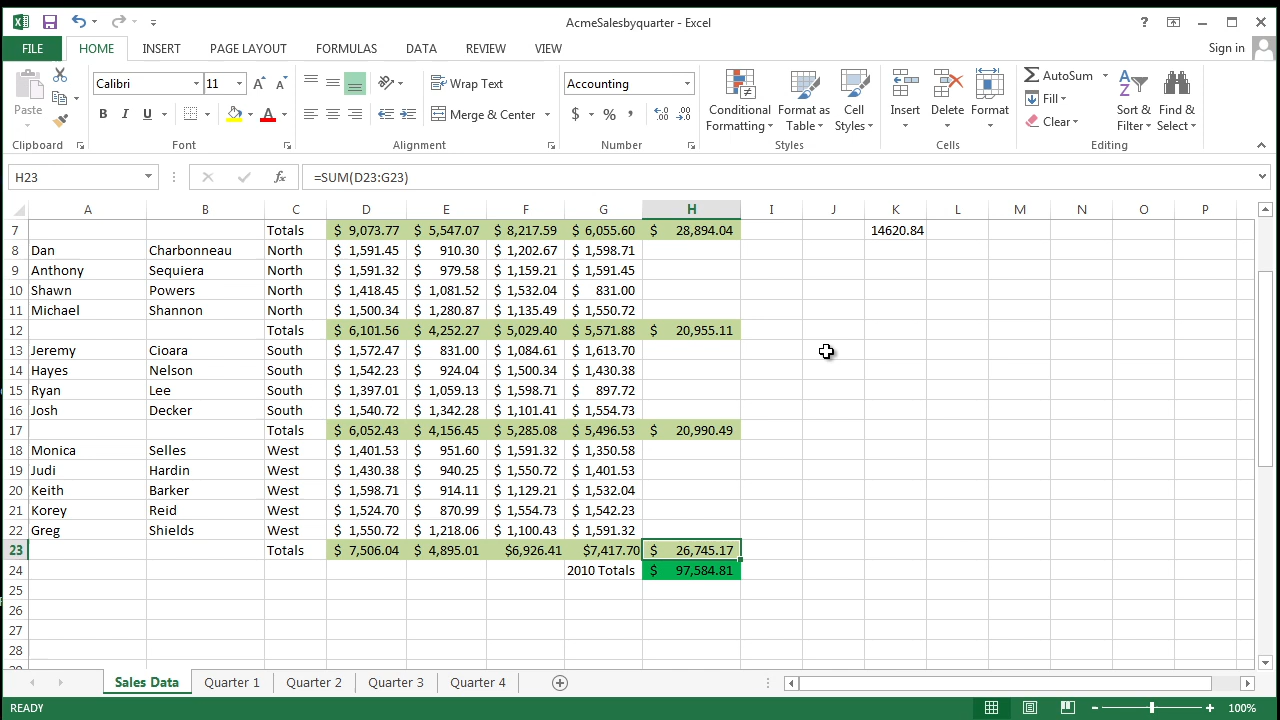 AcmeSalesbyquarter - Excel
FILE HOME INSERT PAGE LAYOUT FORMULAS DATA REVIEW VIEW Sign in
Paste Calibri 11 Wrap Text Accounting Conditional Formatting Format as Table Cell Styles Insert Delete Format AutoSum Sort & Filter Find & Select
B I U A Merge & Center $ % , Fill
Clear
Clipboard Font Alignment Number Styles Cells Editing
H23 fx =SUM(D23:G23)
A B C D E F G H I J K L M N O P
7 Totals $ 9,073.77 $ 5,547.07 $ 8,217.59 $ 6,055.60 $ 28,894.04 14620.84
8 Dan Charbonneau North $ 1,591.45 $ 910.30 $ 1,202.67 $ 1,598.71
9 Anthony Sequiera North $ 1,591.32 $ 979.58 $ 1,159.21 $ 1,591.45
10 Shawn Powers North $ 1,418.45 $ 1,081.52 $ 1,532.04 $ 831.00
11 Michael Shannon North $ 1,500.34 $ 1,280.87 $ 1,135.49 $ 1,550.72
12 Totals $ 6,101.56 $ 4,252.27 $ 5,029.40 $ 5,571.88 $ 20,955.11
13 Jeremy Cioara South $ 1,572.47 $ 831.00 $ 1,084.61 $ 1,613.70
14 Hayes Nelson South $ 1,542.23 $ 924.04 $ 1,500.34 $ 1,430.38
15 Ryan Lee South $ 1,397.01 $ 1,059.13 $ 1,598.71 $ 897.72
16 Josh Decker South $ 1,540.72 $ 1,342.28 $ 1,101.41 $ 1,554.73
17 Totals $ 6,052.43 $ 4,156.45 $ 5,285.08 $ 5,496.53 $ 20,990.49
18 Monica Selles West $ 1,401.53 $ 951.60 $ 1,591.32 $ 1,350.58
19 Judi Hardin West $ 1,430.38 $ 940.25 $ 1,550.72 $ 1,401.53
20 Keith Barker West $ 1,598.71 $ 914.11 $ 1,129.21 $ 1,532.04
21 Korey Reid West $ 1,524.70 $ 870.99 $ 1,554.73 $ 1,542.23
22 Greg Shields West $ 1,550.72 $ 1,218.06 $ 1,100.43 $ 1,591.32
23 Totals $ 7,506.04 $ 4,895.01 $6,926.41 $7,417.70 $ 26,745.17
24 2010 Totals $ 97,584.81
25
26
27
28
Sales Data Quarter 1 Quarter 2 Quarter 3 Quarter 4
READY 100%